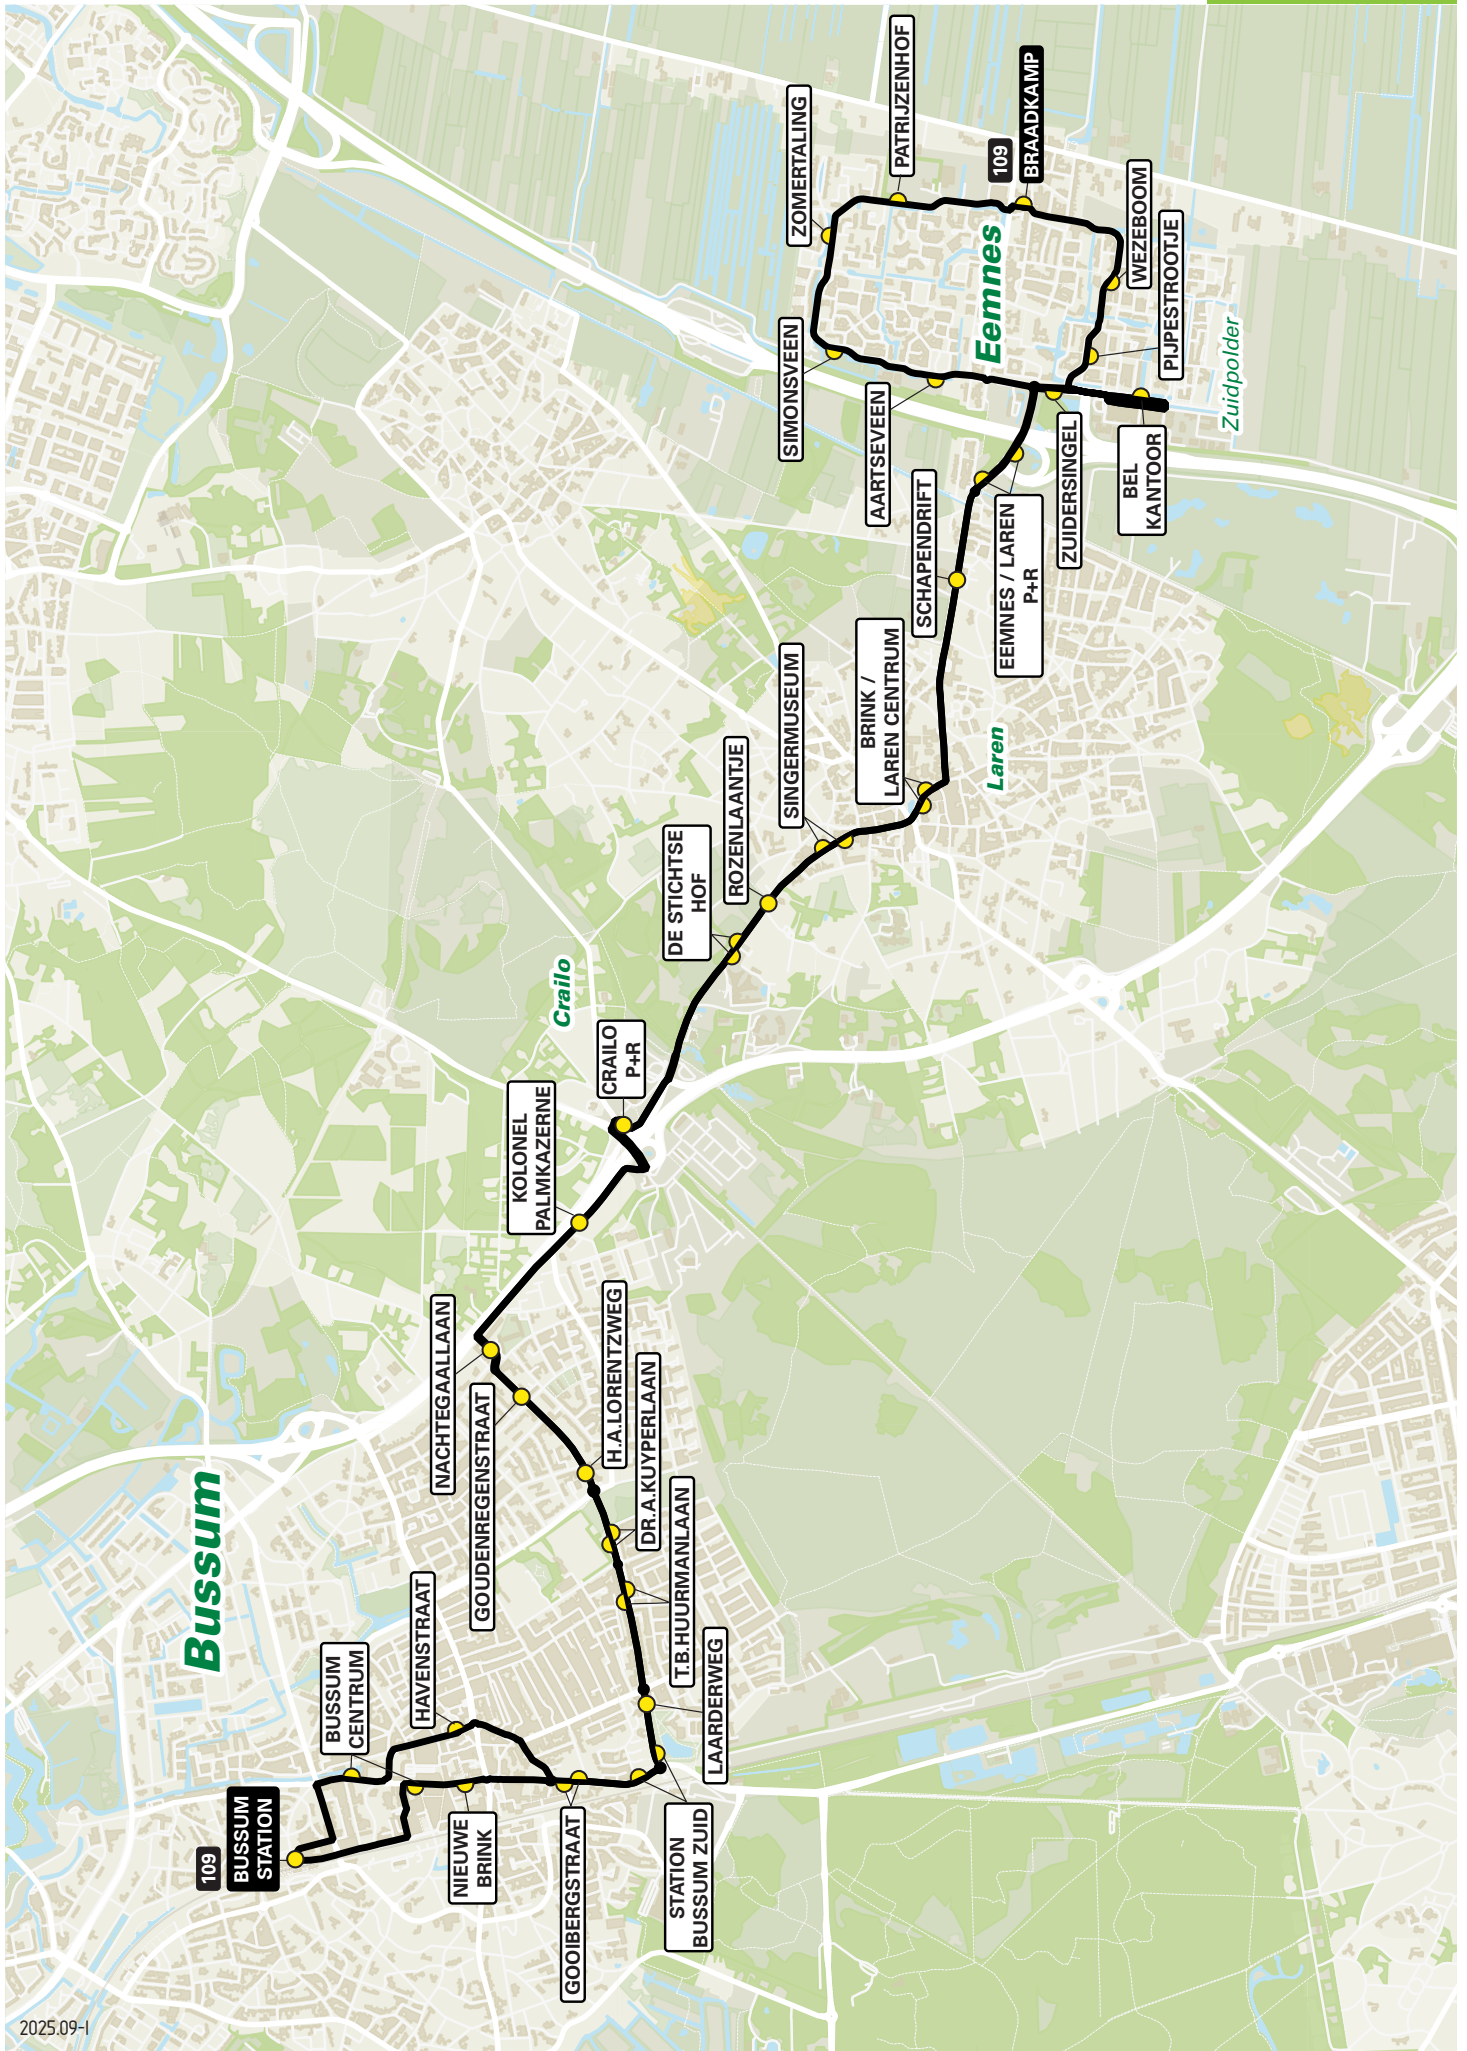 109
BUSSUM
STATION
BUSSUM
CENTRUM
HAVENSTRAAT
NIEUWE
BRINK
GOOIBERGSTRAAT
STATION
BUSSUM ZUID
LAARDERWEG
T.B.HUURMANLAAN
DR.A.KUYPERLAAN
H.A.LORENTZWEG
GOUDENREGENSTRAAT
NACHTEGAALLAAN
Bussum
KOLONEL
PALMKAZERNE
CRAILO
P+R
Crailo
DE STICHTSE
HOF
ROZENLAANTJE
SINGERMUSEUM
BRINK /
LAREN CENTRUM
Laren
SCHAPENDRIFT
EEMNES / LAREN
P+R
ZUIDERSINGEL
BEL
KANTOOR
AARTSEVEEN
SIMONSVEEN
ZOMERTALING
PATRIJZENHOF
109
BRAADKAMP
Eemnes
WEZEBOOM
PIJPESTROOTJE
Zuidpolder
2025.09-I